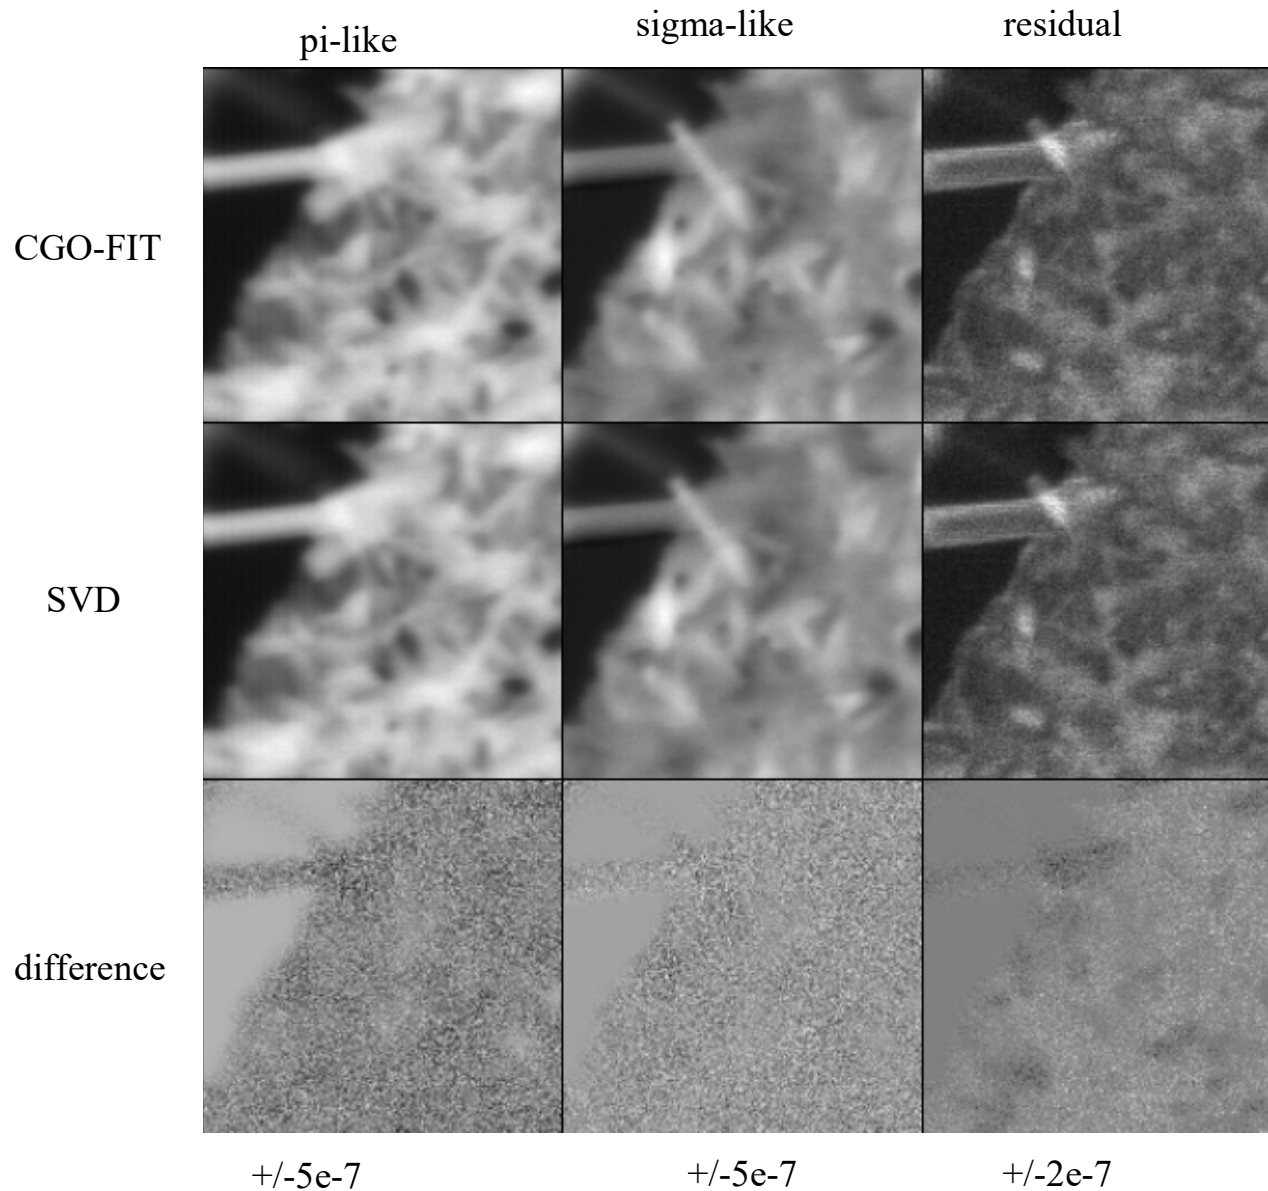 pi-like
sigma-like
residual
CGO-FIT
SVD
difference
+/-5e-7
+/-5e-7
+/-2e-7